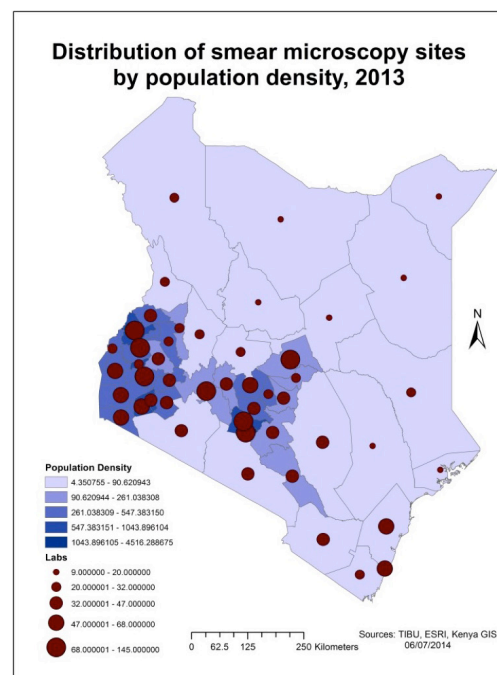 Distribution of smear microscopy sites
by population density, 2013
N
Population Density
4.350755 - 90.620943
90.620944 - 261.038308
261.038309 - 547.383150
547.383151 - 1043.896104
1043.896105 - 4516.288675
Labs
9.000000 - 20.000000
20.000001 - 32.000000
32.000001 - 47.000000
47.000001 - 68.000000
68.000001 - 145.000000
0 62.5 125 250 Kilometers
Sources: TIBU, ESRI, Kenya GIS
06/07/2014